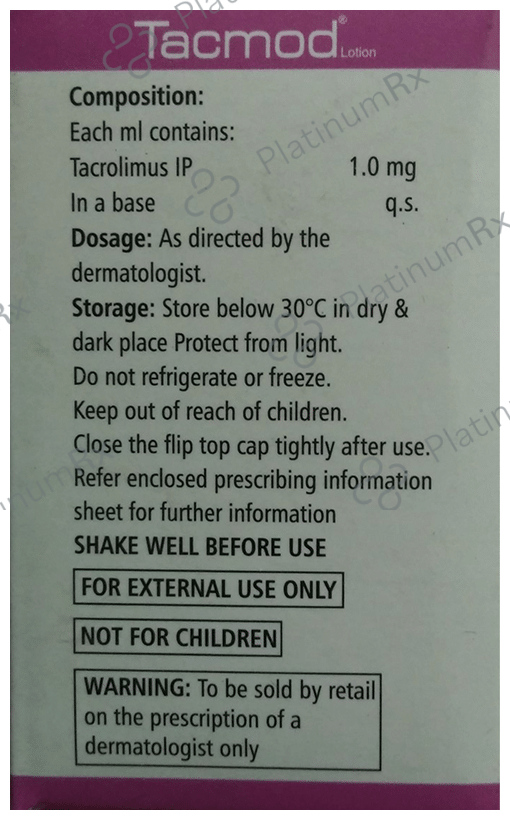 Tacmod® Lotion
Composition:
Each ml contains:
Tacrolimus IP 1.0 mg
In a base q.s.
Dosage: As directed by the
dermatologist.
Storage: Store below 30°C in dry &
dark place Protect from light.
Do not refrigerate or freeze.
Keep out of reach of children.
Close the flip top cap tightly after use.
Refer enclosed prescribing information
sheet for further information
SHAKE WELL BEFORE USE
FOR EXTERNAL USE ONLY
NOT FOR CHILDREN
WARNING: To be sold by retail
on the prescription of a
dermatologist only
PlatinumRx
PlatinumRx